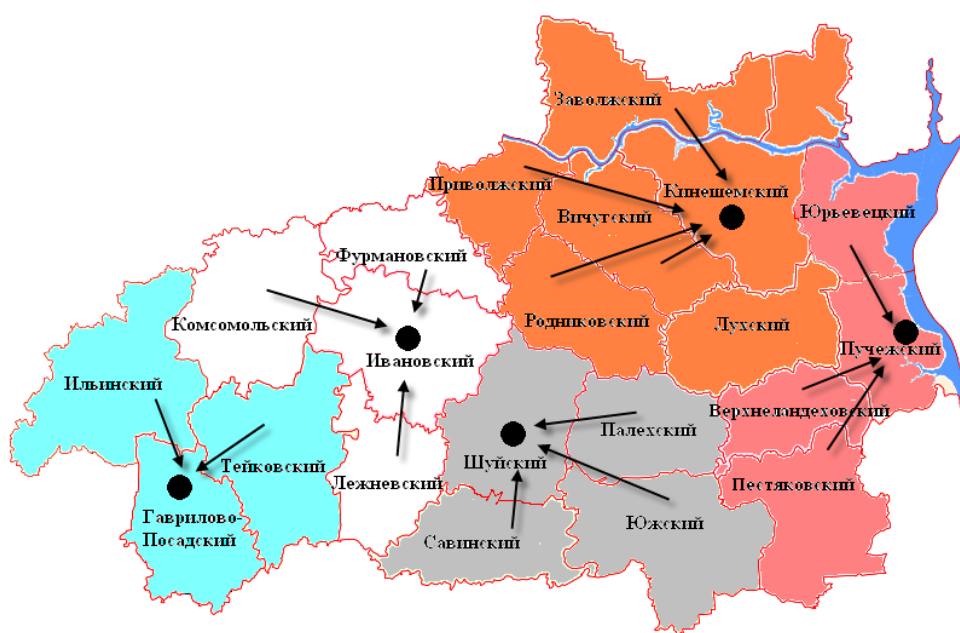 Заволжский
Приволжский
Кинешемский
Вичугский
Юрьевецкий
Фурмановский
Комсомольский
Родниковский
Лухский
Пучежский
Ивановский
Ильинский
Верхнеландеховский
Палехский
Шуйский
Тейковский
Лежневский
Пестяковский
Гаврилово-
Посадский
Южский
Савинский